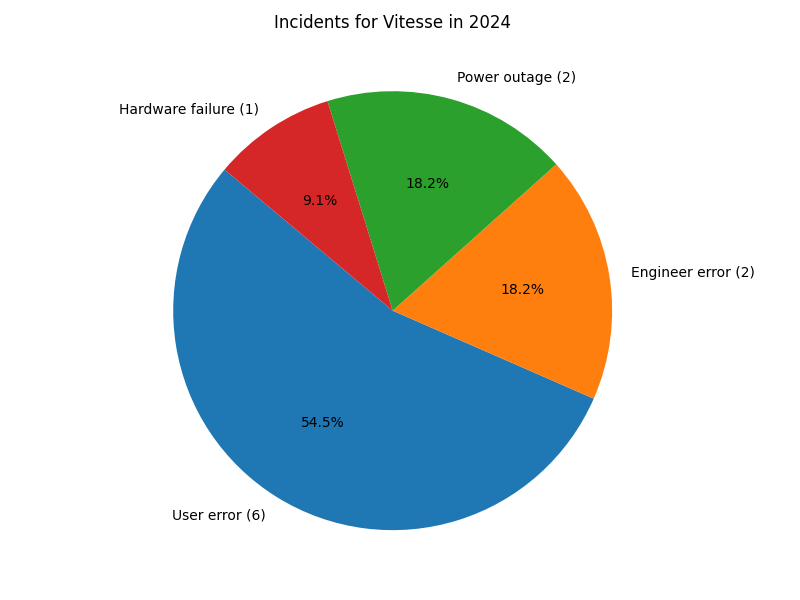 Incidents for Vitesse in 2024
Power outage (2)
Hardware failure (1)
18.2%
9.1%
Engineer error (2)
18.2%
54.5%
User error (6)